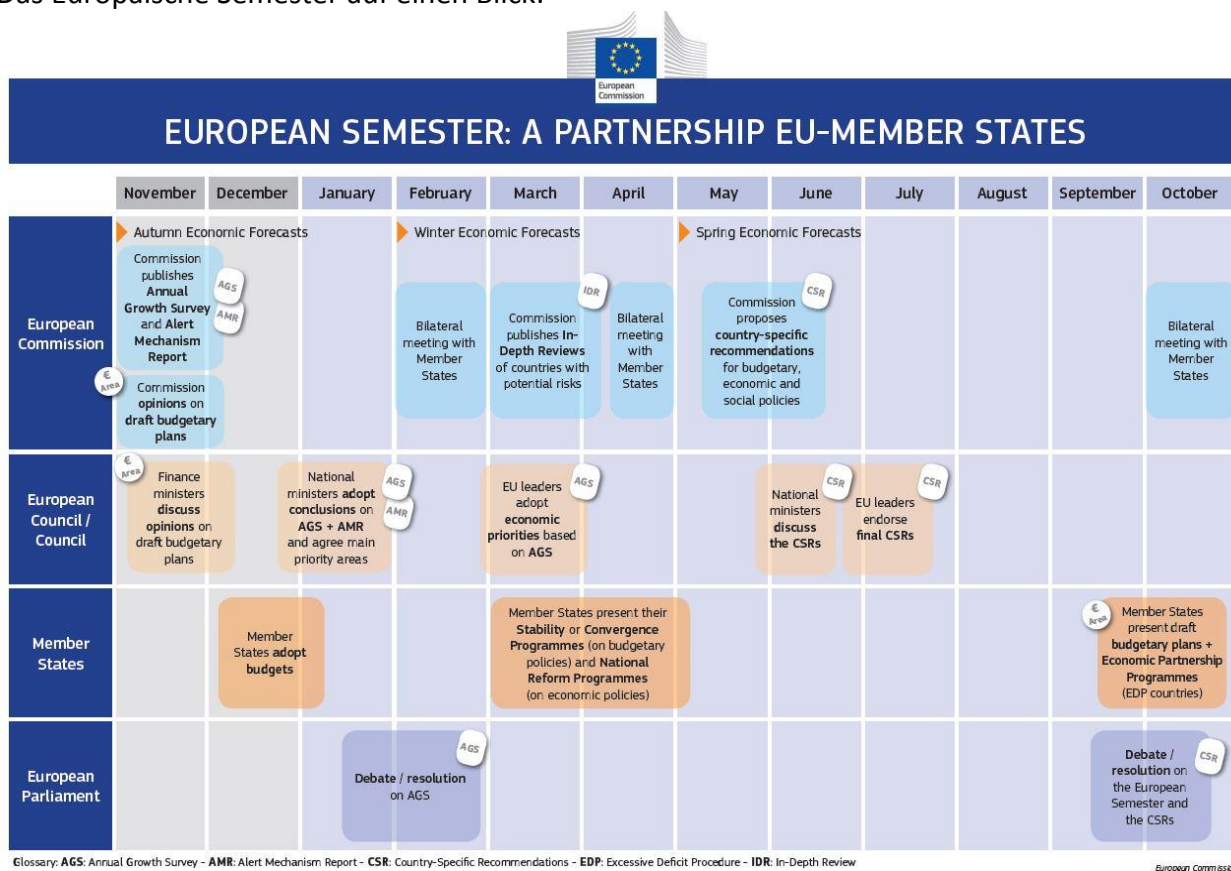 Das Europäische Semester auf einen Blick:
European
Commission
EUROPEAN SEMESTER: A PARTNERSHIP EU-MEMBER STATES
November December January February March April May June July August September October
European
Commission
Autumn Economic Forecasts
Winter Economic Forecasts
Spring Economic Forecasts
Commission
publishes
Annual
Growth Survey
and Alert
Mechanism
Report
AGS
AMR
€
Area
Commission
opinions on
draft budgetary
plans
Bilateral
meeting with
Member
States
Commission
publishes In-
Depth Reviews
of countries with
potential risks
IDR
Bilateral
meeting
with
Member
States
Commission
proposes
country-specific
recommendations
for budgetary,
economic and
social policies
CSR
Bilateral
meeting with
Member
States
European
Council /
Council
€
Area
Finance
ministers
discuss
opinions on
draft budgetary
plans
National
ministers adopt
conclusions on
AGS + AMR
and agree main
priority areas
AGS
AMR
EU leaders
adopt
economic
priorities based
on AGS
AGS
National
ministers
discuss
the CSRs
CSR
EU leaders
endorse
final CSRs
CSR
Member
States
Member
States adopt
budgets
Member States present their
Stability or Convergence
Programmes (on budgetary
policies) and National
Reform Programmes
(on economic policies)
€
Area
Member States
present draft
budgetary plans +
Economic Partnership
Programmes
(EDP countries)
European
Parliament
Debate / resolution
on AGS
AGS
Debate /
resolution on
the European
Semester and
the CSRs
CSR
Glossary: AGS: Annual Growth Survey - AMR: Alert Mechanism Report - CSR: Country-Specific Recommendations - EDP: Excessive Deficit Procedure - IDR: In-Depth Review
European Commissi